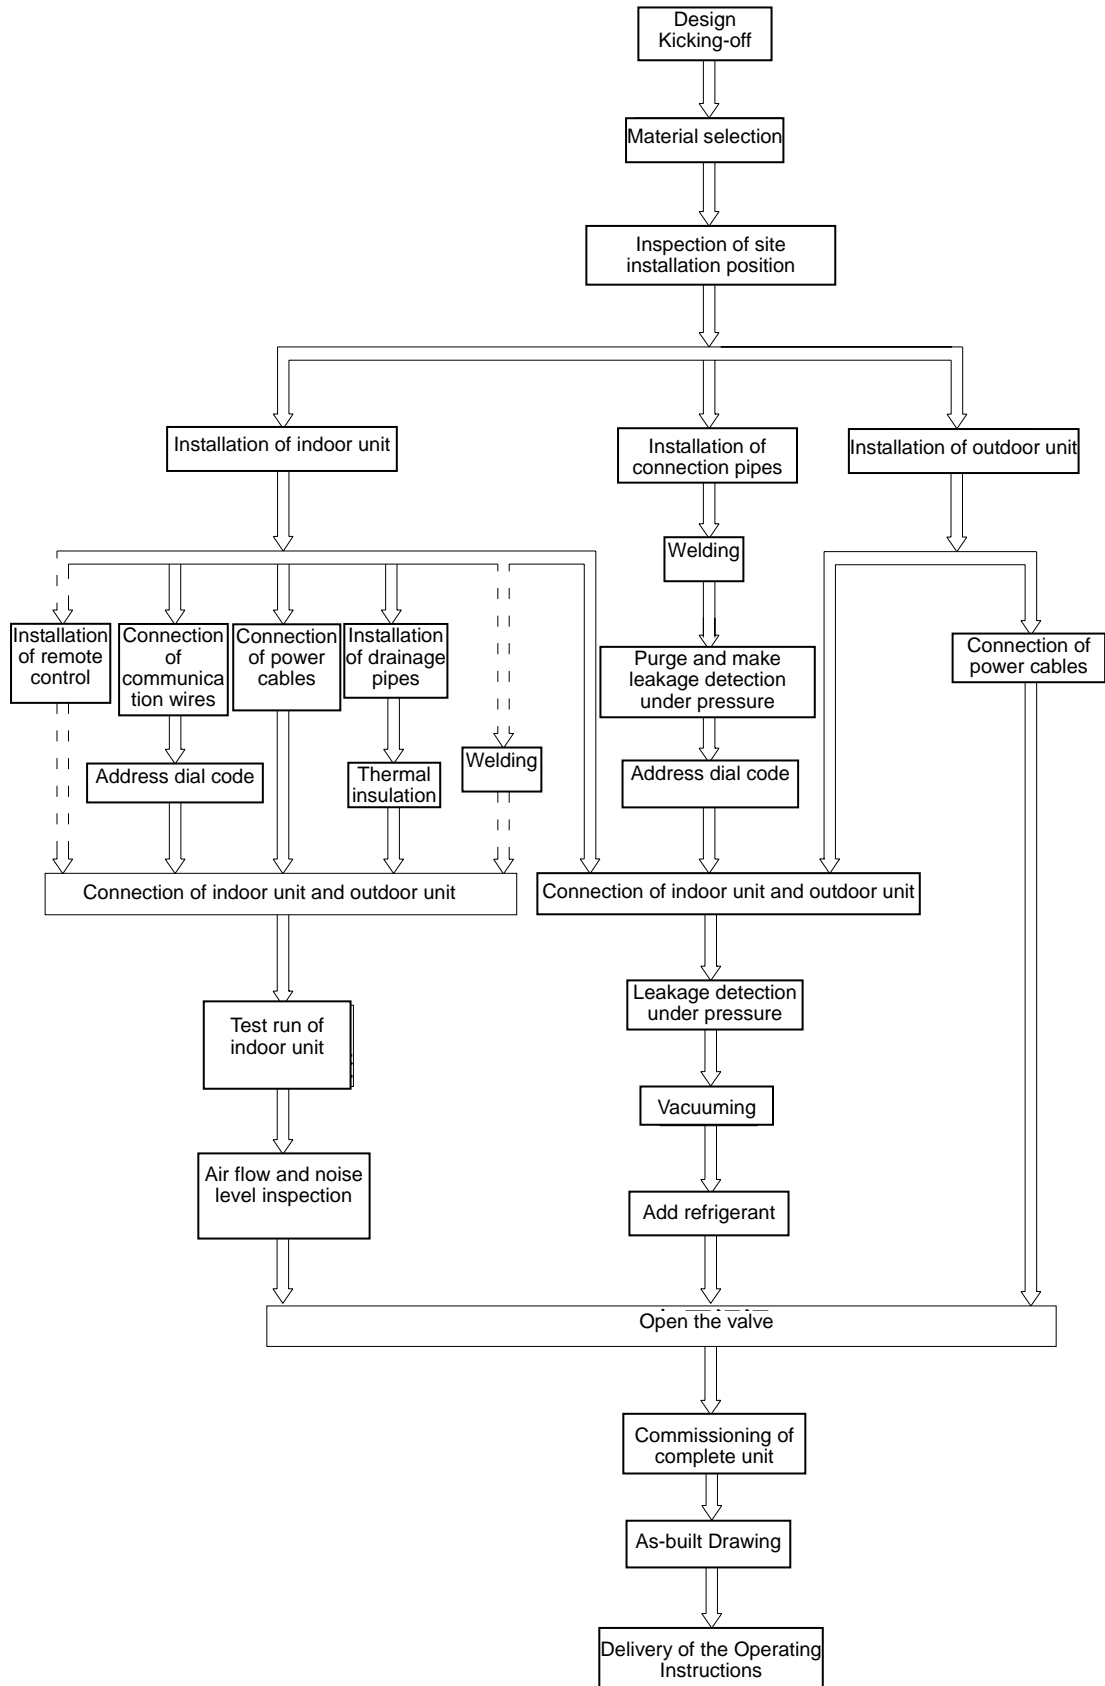 Design
Kicking-off
Material selection
Inspection of site
installation position
Installation of indoor unit
Installation of
connection pipes
Installation of outdoor unit
Welding
Installation
of remote
control
Connection
of
communica
tion wires
Connection
of power
cables
Installation
of drainage
pipes
Purge and make
leakage detection
under pressure
Connection of
power cables
Address dial code
Thermal
insulation
Welding
Address dial code
Connection of indoor unit and outdoor unit
Connection of indoor unit and outdoor unit
Leakage detection
under pressure
Test run of
indoor unit
Vacuuming
Air flow and noise
level inspection
Add refrigerant
Open the valve
Commissioning of
complete unit
As-built Drawing
Delivery of the Operating
Instructions